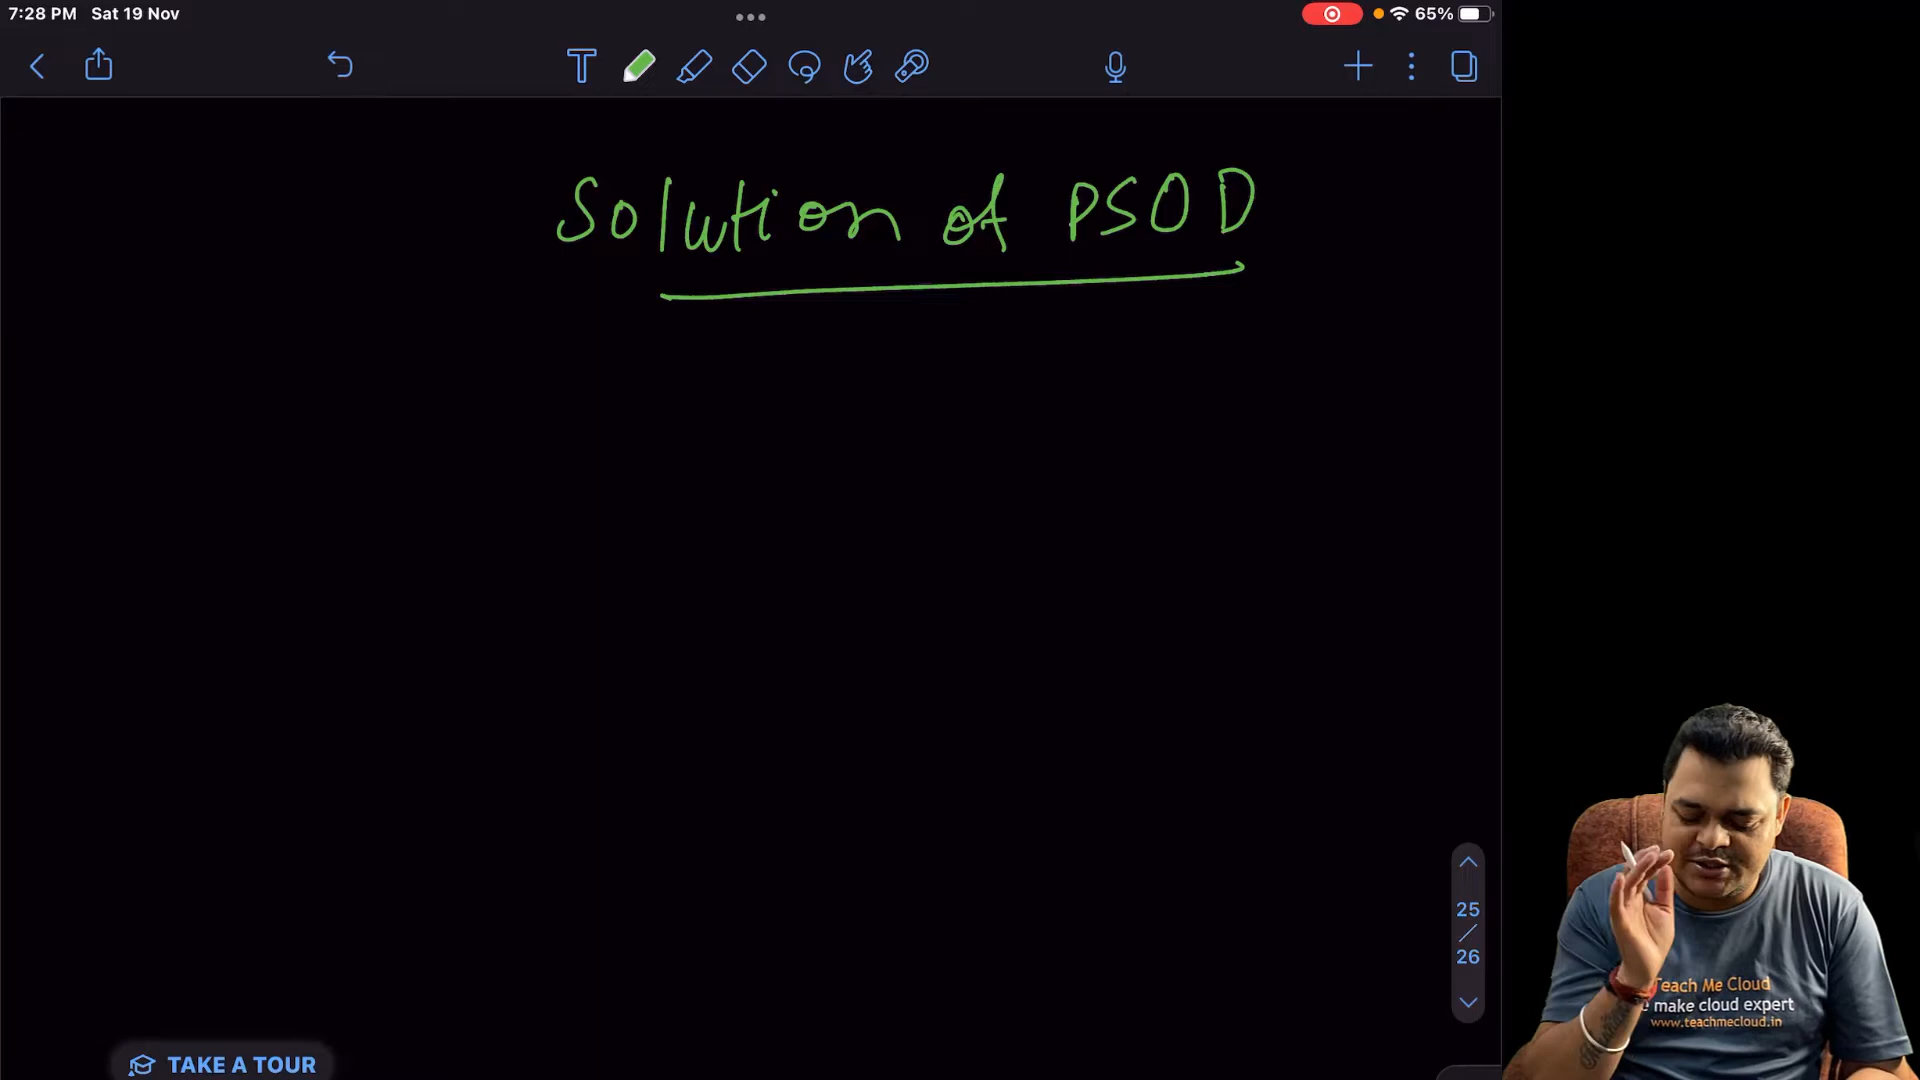 7:28 PM Sat 19 Nov
65%
Solution of PSOD
25
/
26
Teach Me Cloud
e make cloud expert
www.teachmecloud.in
TAKE A TOUR